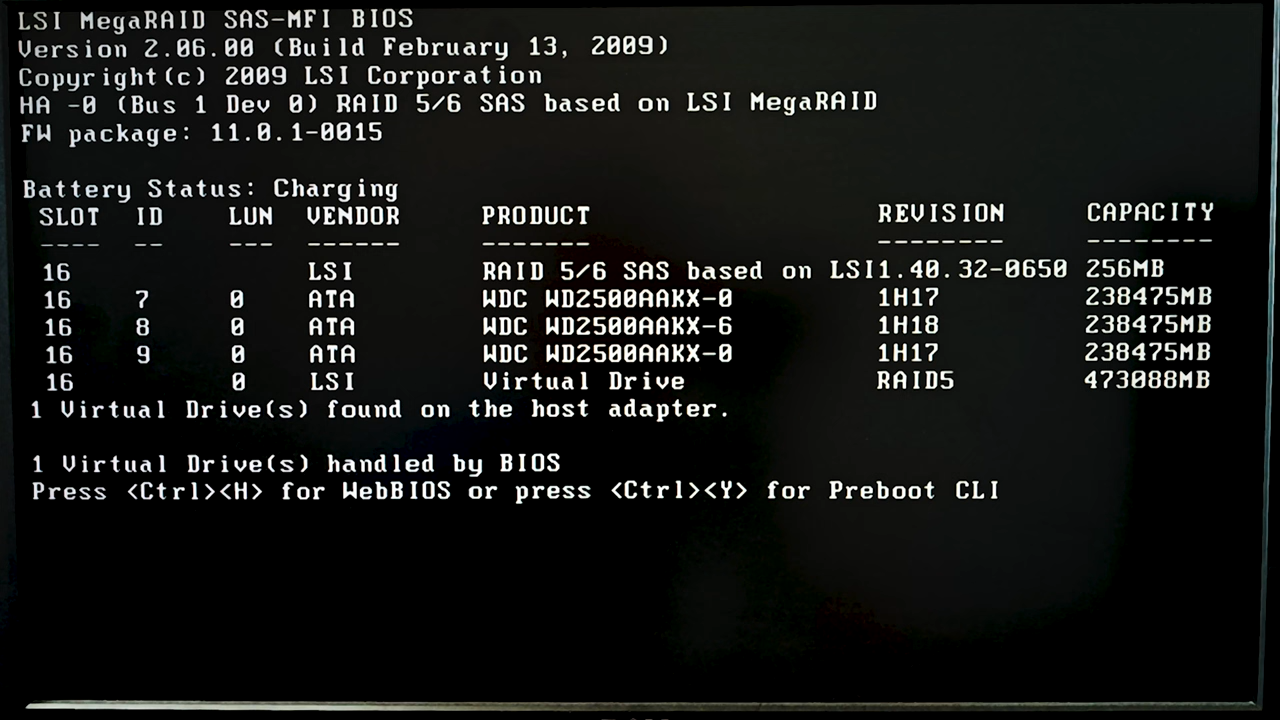 LSI MegaRAID SAS-MFI BIOS
Version 2.06.00 (Build February 13, 2009)
Copyright(c) 2009 LSI Corporation
HA -0 (Bus 1 Dev 0) RAID 5/6 SAS based on LSI MegaRAID
FW package: 11.0.1-0015
Battery Status: Charging
SLOT ID LUN VENDOR PRODUCT REVISION CAPACITY
---- -- --- ------ ------- -------- --------
16 LSI RAID 5/6 SAS based on LSI1.40.32-0650 256MB
16 7 0 ATA WDC WD2500AAKX-0 1H17 238475MB
16 8 0 ATA WDC WD2500AAKX-6 1H18 238475MB
16 9 0 ATA WDC WD2500AAKX-0 1H17 238475MB
16 0 LSI Virtual Drive RAID5 473088MB
1 Virtual Drive(s) found on the host adapter.
1 Virtual Drive(s) handled by BIOS
Press <Ctrl><H> for WebBIOS or press <Ctrl><Y> for Preboot CLI